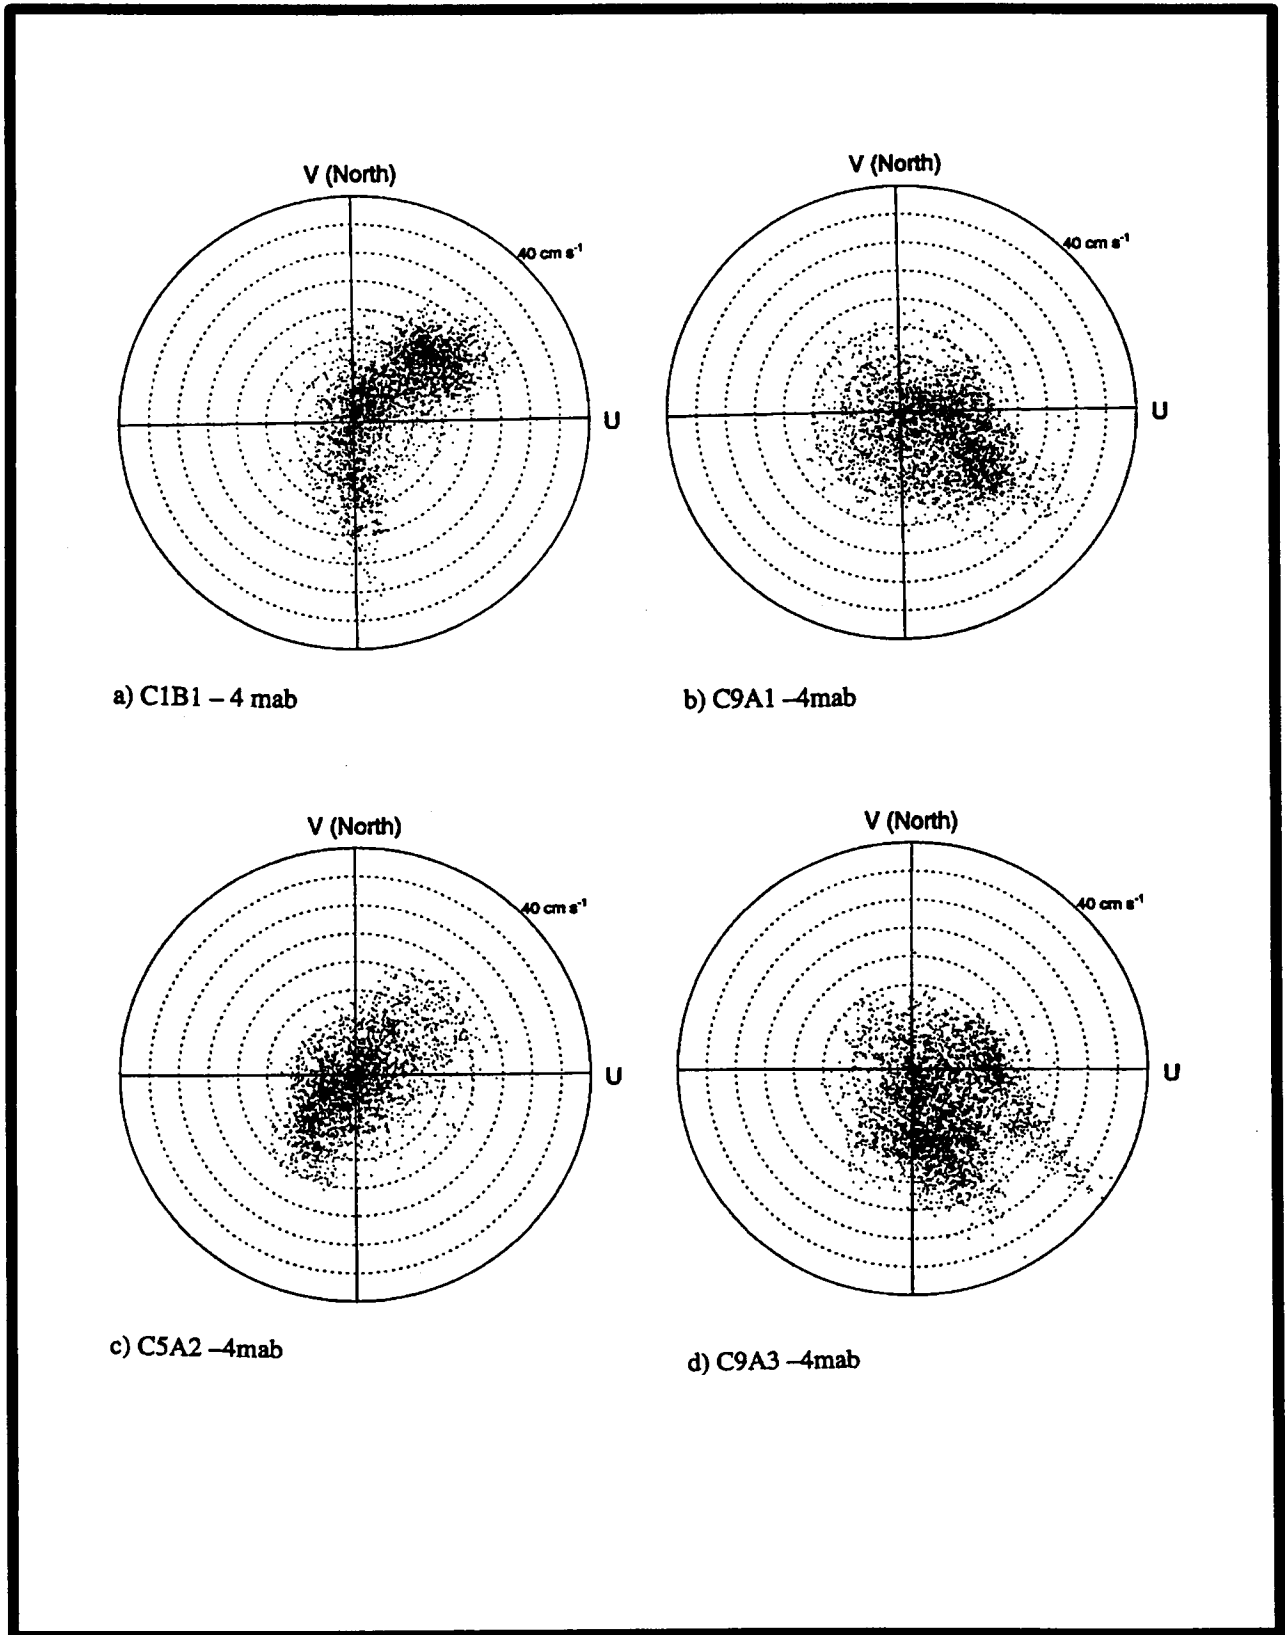 V (North)
40 cm s⁻¹
U
a) C1B1 – 4 mab
V (North)
40 cm s⁻¹
U
b) C9A1 –4mab
V (North)
40 cm s⁻¹
U
c) C5A2 –4mab
V (North)
40 cm s⁻¹
U
d) C9A3 –4mab